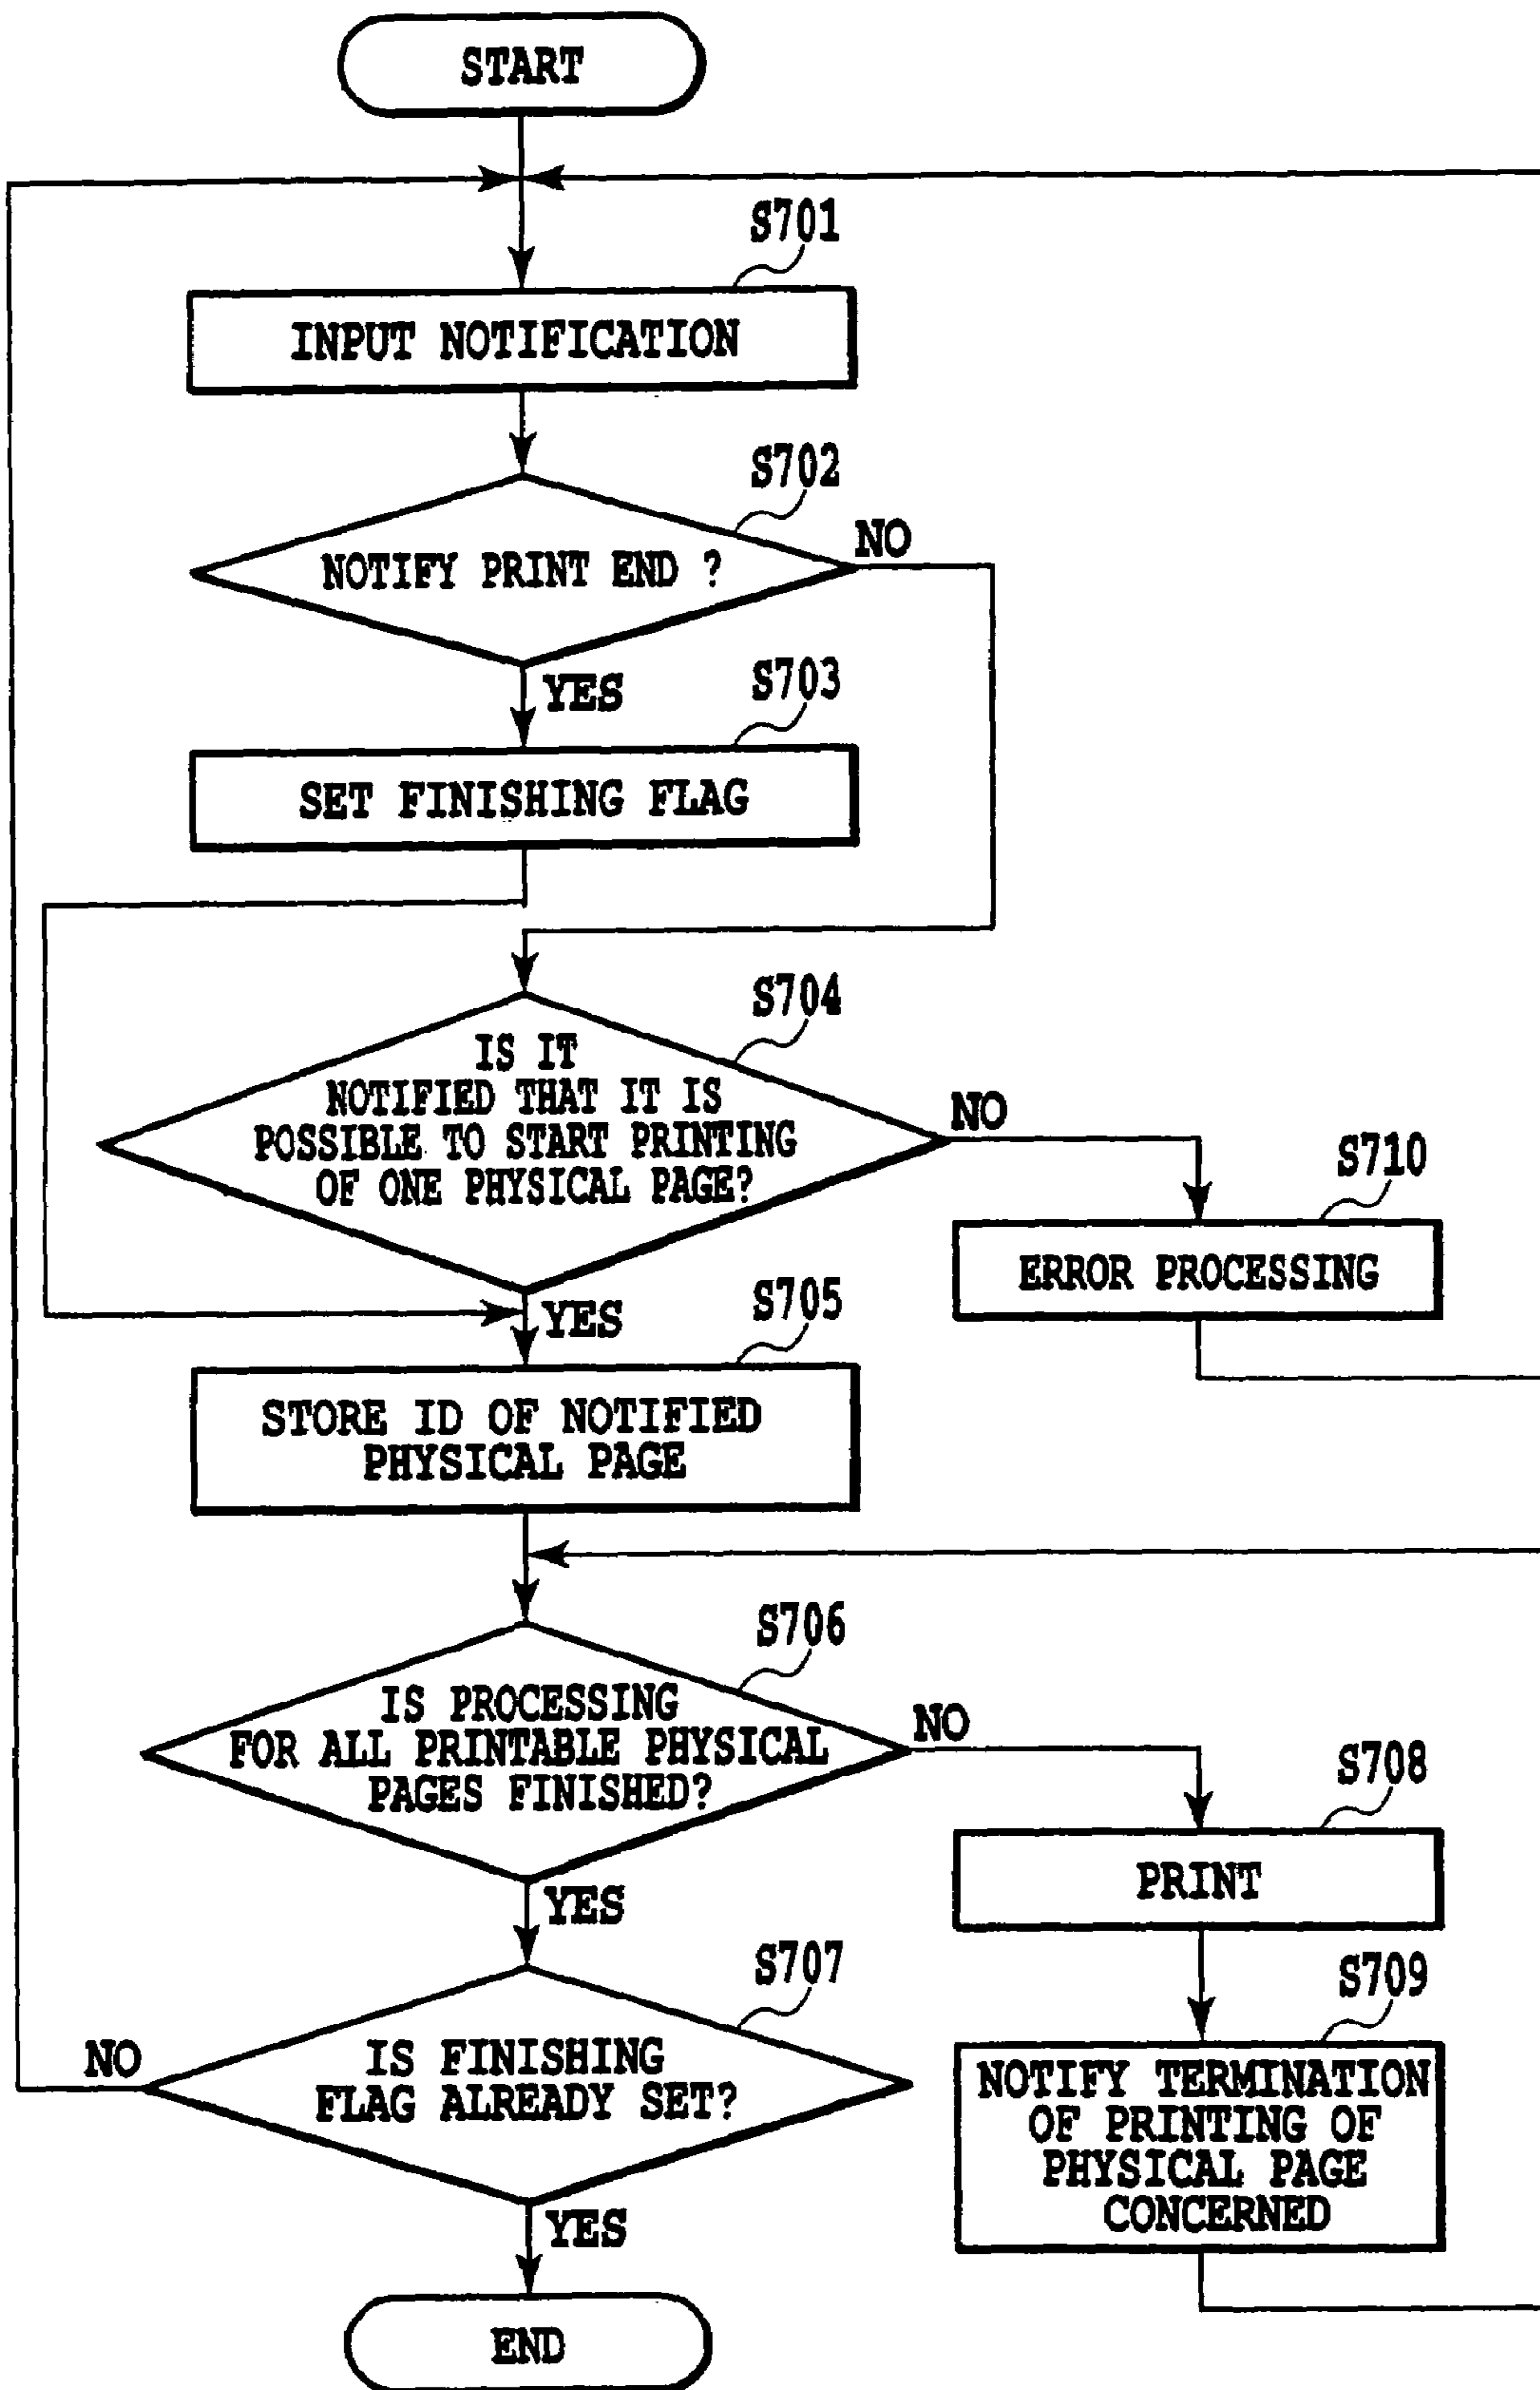 START
S701
INPUT NOTIFICATION
S702
NOTIFY PRINT END ?
NO
YES
S703
SET FINISHING FLAG
S704
IS IT
NOTIFIED THAT IT IS
POSSIBLE TO START PRINTING
OF ONE PHYSICAL PAGE?
NO
S710
ERROR PROCESSING
YES
S705
STORE ID OF NOTIFIED
PHYSICAL PAGE
S706
IS PROCESSING
FOR ALL PRINTABLE PHYSICAL
PAGES FINISHED?
NO
S708
PRINT
YES
S707
S709
NO
IS FINISHING
FLAG ALREADY SET?
NOTIFY TERMINATION
OF PRINTING OF
PHYSICAL PAGE
CONCERNED
YES
END